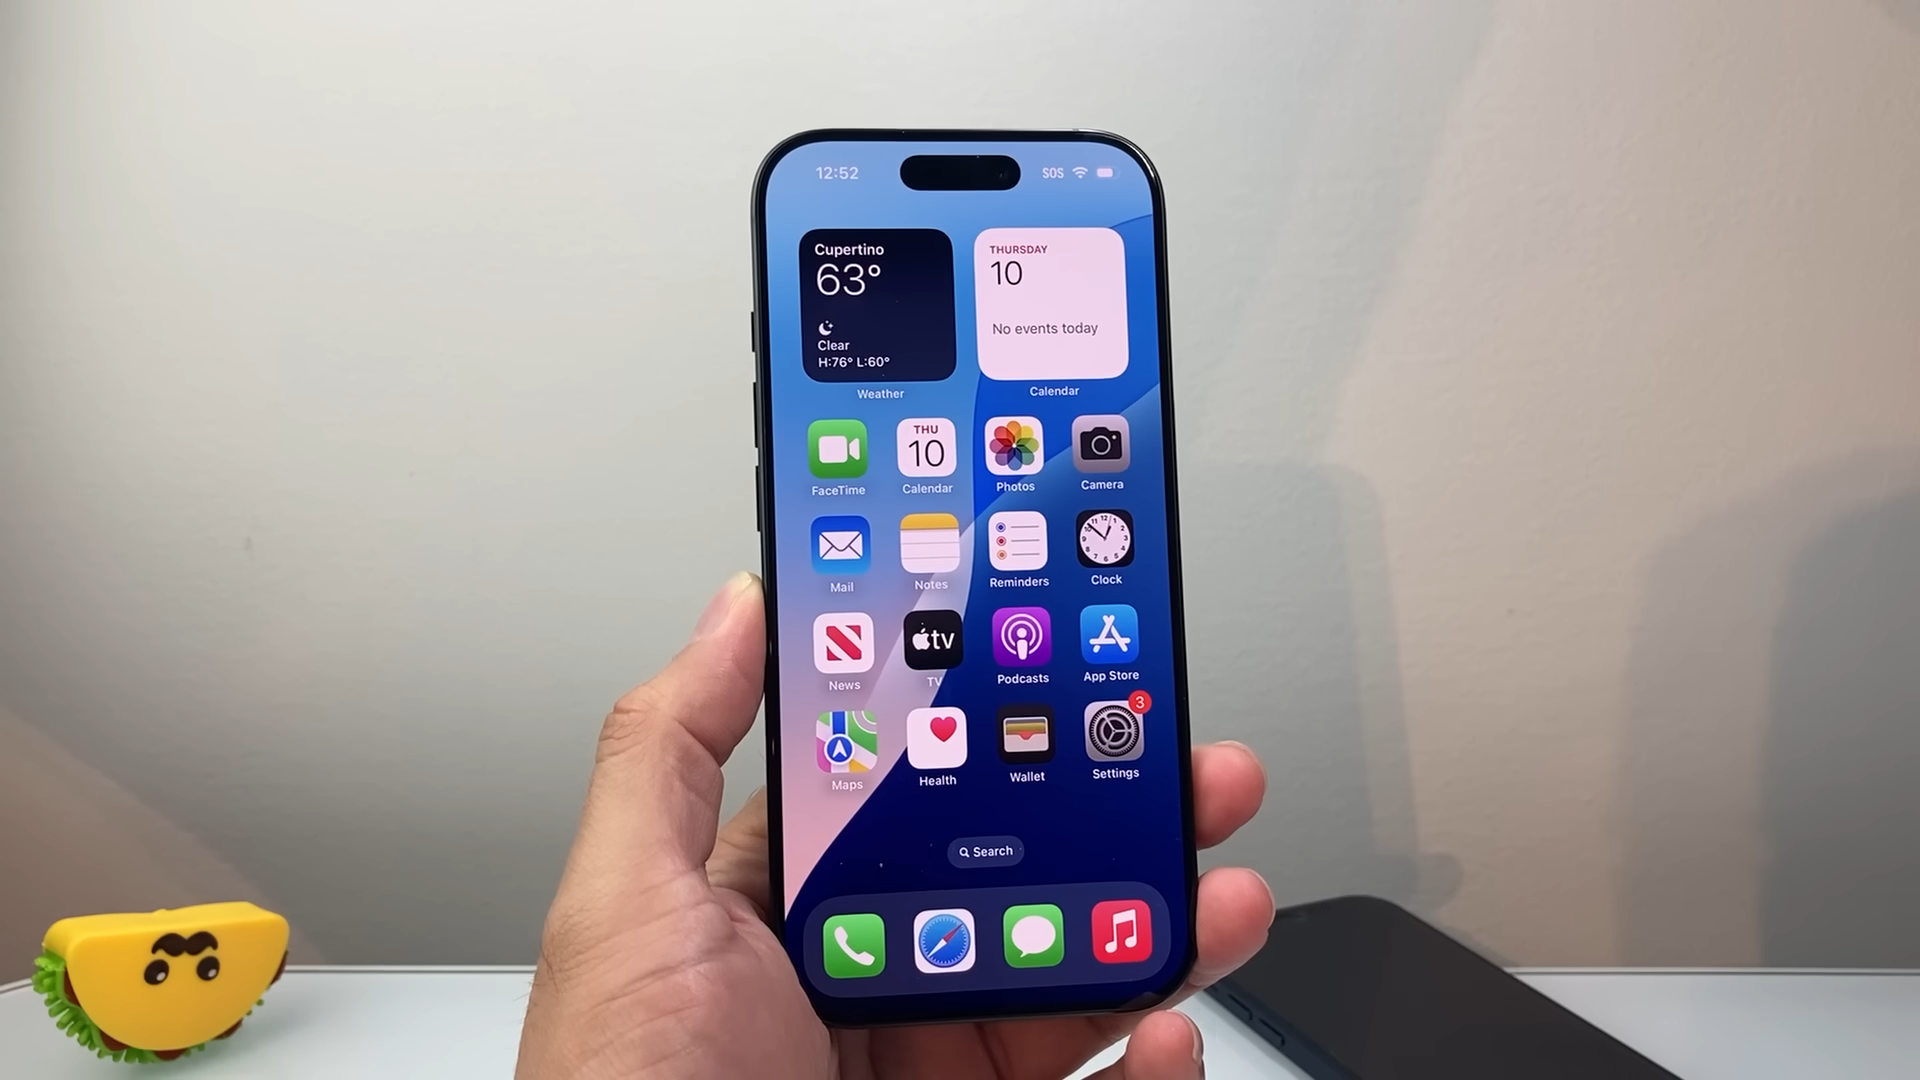 12:52
SOS
Cupertino
63°
Clear
H:76° L:60°
Weather
THURSDAY
10
No events today
Calendar
THU
10
FaceTime
Calendar
Photos
Camera
Mail
Notes
Reminders
Clock
tv
News
TV
Podcasts
App Store
3
Maps
Health
Wallet
Settings
Search